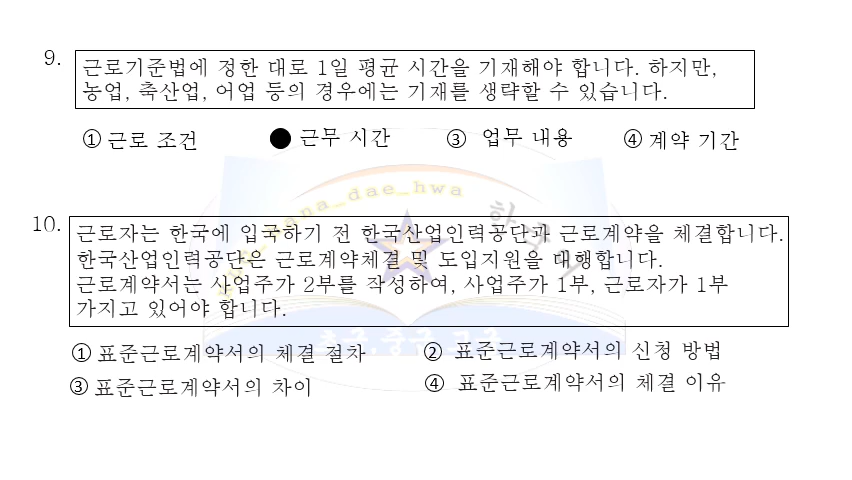 9.
근로기준법에 정한 대로 1일 평균 시간을 기재해야 합니다. 하지만,
농업, 축산업, 어업 등의 경우에는 기재를 생략할 수 있습니다.
① 근로 조건 ● 근무 시간 ③ 업무 내용 ④ 계약 기간
10.
근로자는 한국에 입국하기 전 한국산업인력공단과 근로계약을 체결합니다.
한국산업인력공단은 근로계약체결 및 도입지원을 대행합니다.
근로계약서는 사업주가 2부를 작성하여, 사업주가 1부, 근로자가 1부
가지고 있어야 합니다.
① 표준근로계약서의 체결 절차 ② 표준근로계약서의 신청 방법
③ 표준근로계약서의 차이 ④ 표준근로계약서의 체결 이유